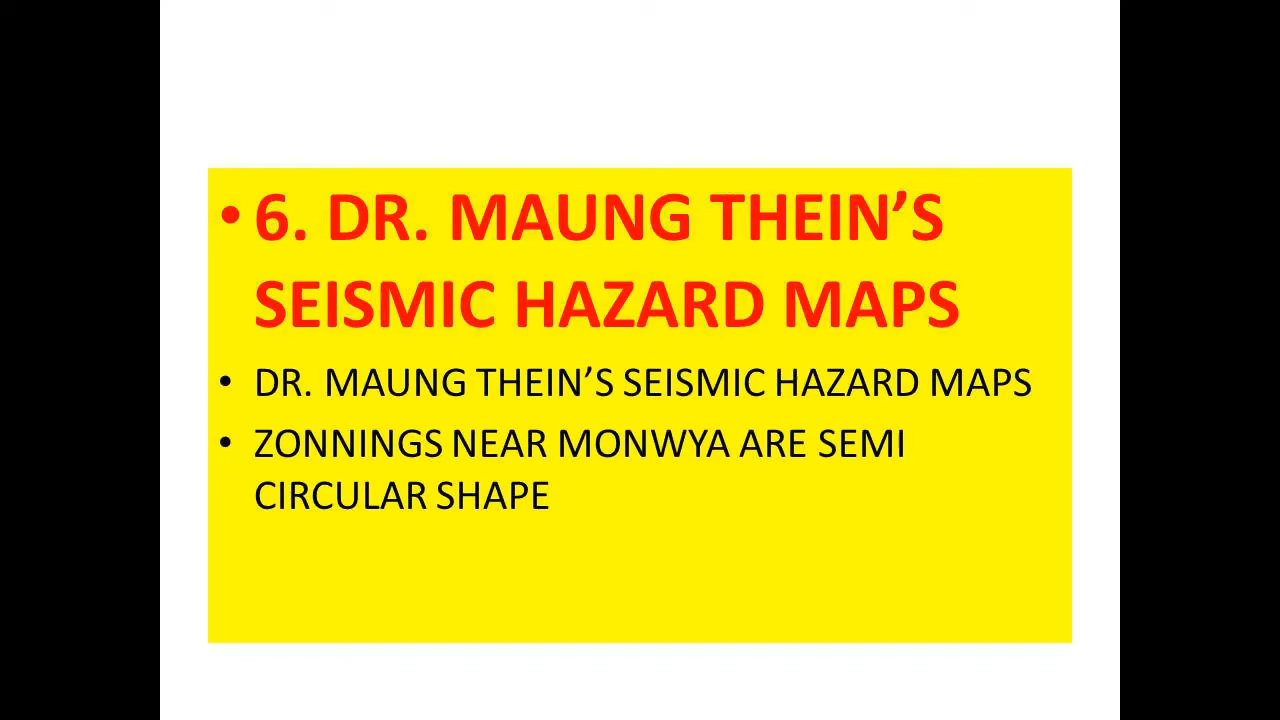 • 6. DR. MAUNG THEIN’S
SEISMIC HAZARD MAPS
• DR. MAUNG THEIN’S SEISMIC HAZARD MAPS
• ZONNINGS NEAR MONWYA ARE SEMI
CIRCULAR SHAPE